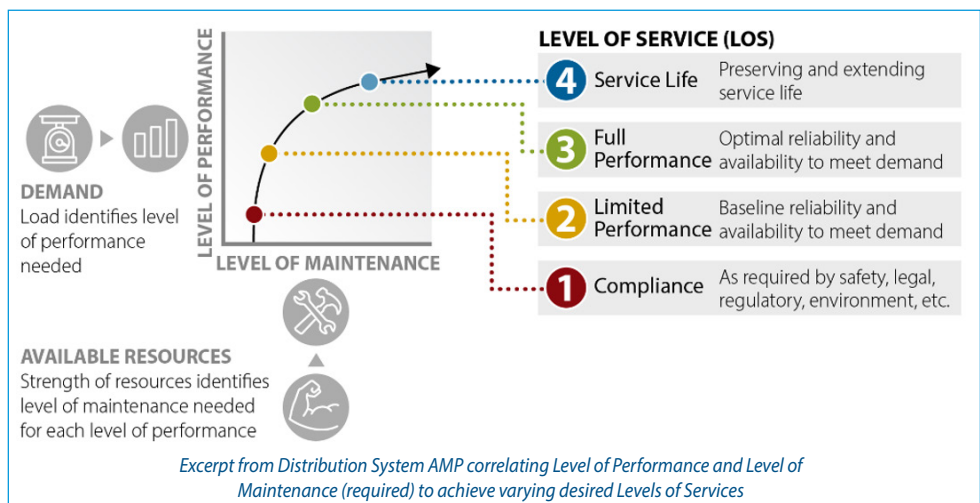 LEVEL OF SERVICE (LOS)
4 Service Life Preserving and extending
service life
3 Full
Performance Optimal reliability and
availability to meet demand
2 Limited
Performance Baseline reliability and
availability to meet demand
1 Compliance As required by safety, legal,
regulatory, environment, etc.
LEVEL OF PERFORMANCE
LEVEL OF MAINTENANCE
DEMAND
Load identifies level
of performance
needed
AVAILABLE RESOURCES
Strength of resources identifies
level of maintenance needed
for each level of performance
Excerpt from Distribution System AMP correlating Level of Performance and Level of
Maintenance (required) to achieve varying desired Levels of Services